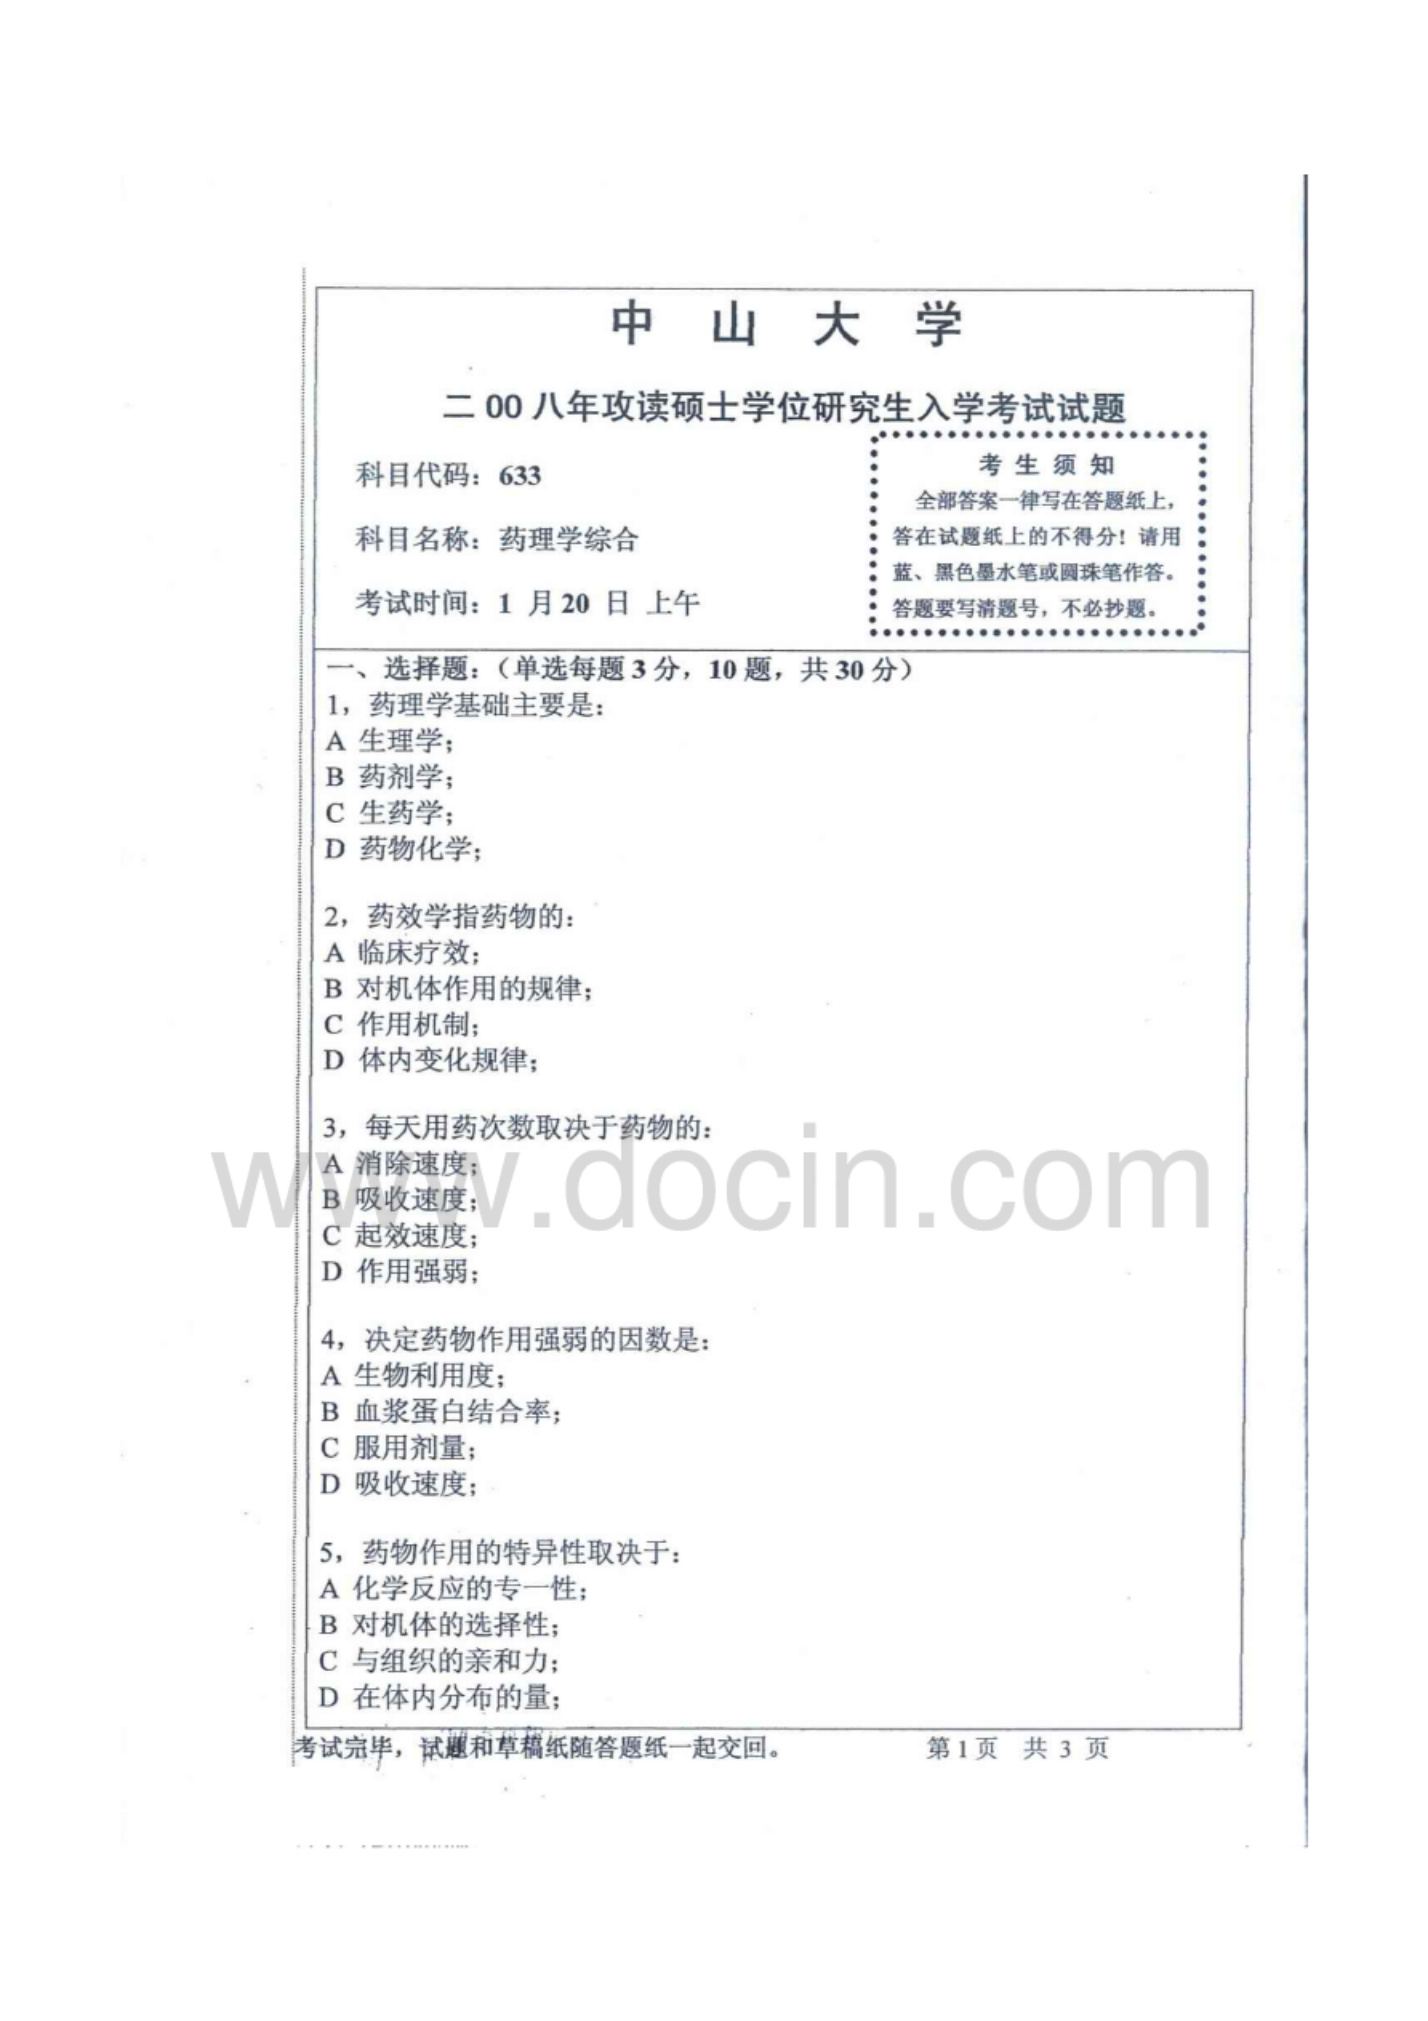 中 山 大 学
二00八年攻读硕士学位研究生入学考试试题
科目代码：633
科目名称：药理学综合
考试时间：1 月 20 日 上午
考 生 须 知
全部答案一律写在答题纸上，
答在试题纸上的不得分！请用
蓝、黑色墨水笔或圆珠笔作答。
答题要写清题号，不必抄题。
一、选择题：（单选每题 3 分，10 题，共 30 分）
1，药理学基础主要是：
A 生理学；
B 药剂学；
C 生药学；
D 药物化学；
2，药效学指药物的：
A 临床疗效；
B 对机体作用的规律；
C 作用机制；
D 体内变化规律；
3，每天用药次数取决于药物的：
A 消除速度；
B 吸收速度；
C 起效速度；
D 作用强弱；
www.docin.com
4，决定药物作用强弱的因数是：
A 生物利用度；
B 血浆蛋白结合率；
C 服用剂量；
D 吸收速度；
5，药物作用的特异性取决于：
A 化学反应的专一性；
B 对机体的选择性；
C 与组织的亲和力；
D 在体内分布的量；
考试完毕，试题和草稿纸随答题纸一起交回。 第 1 页 共 3 页